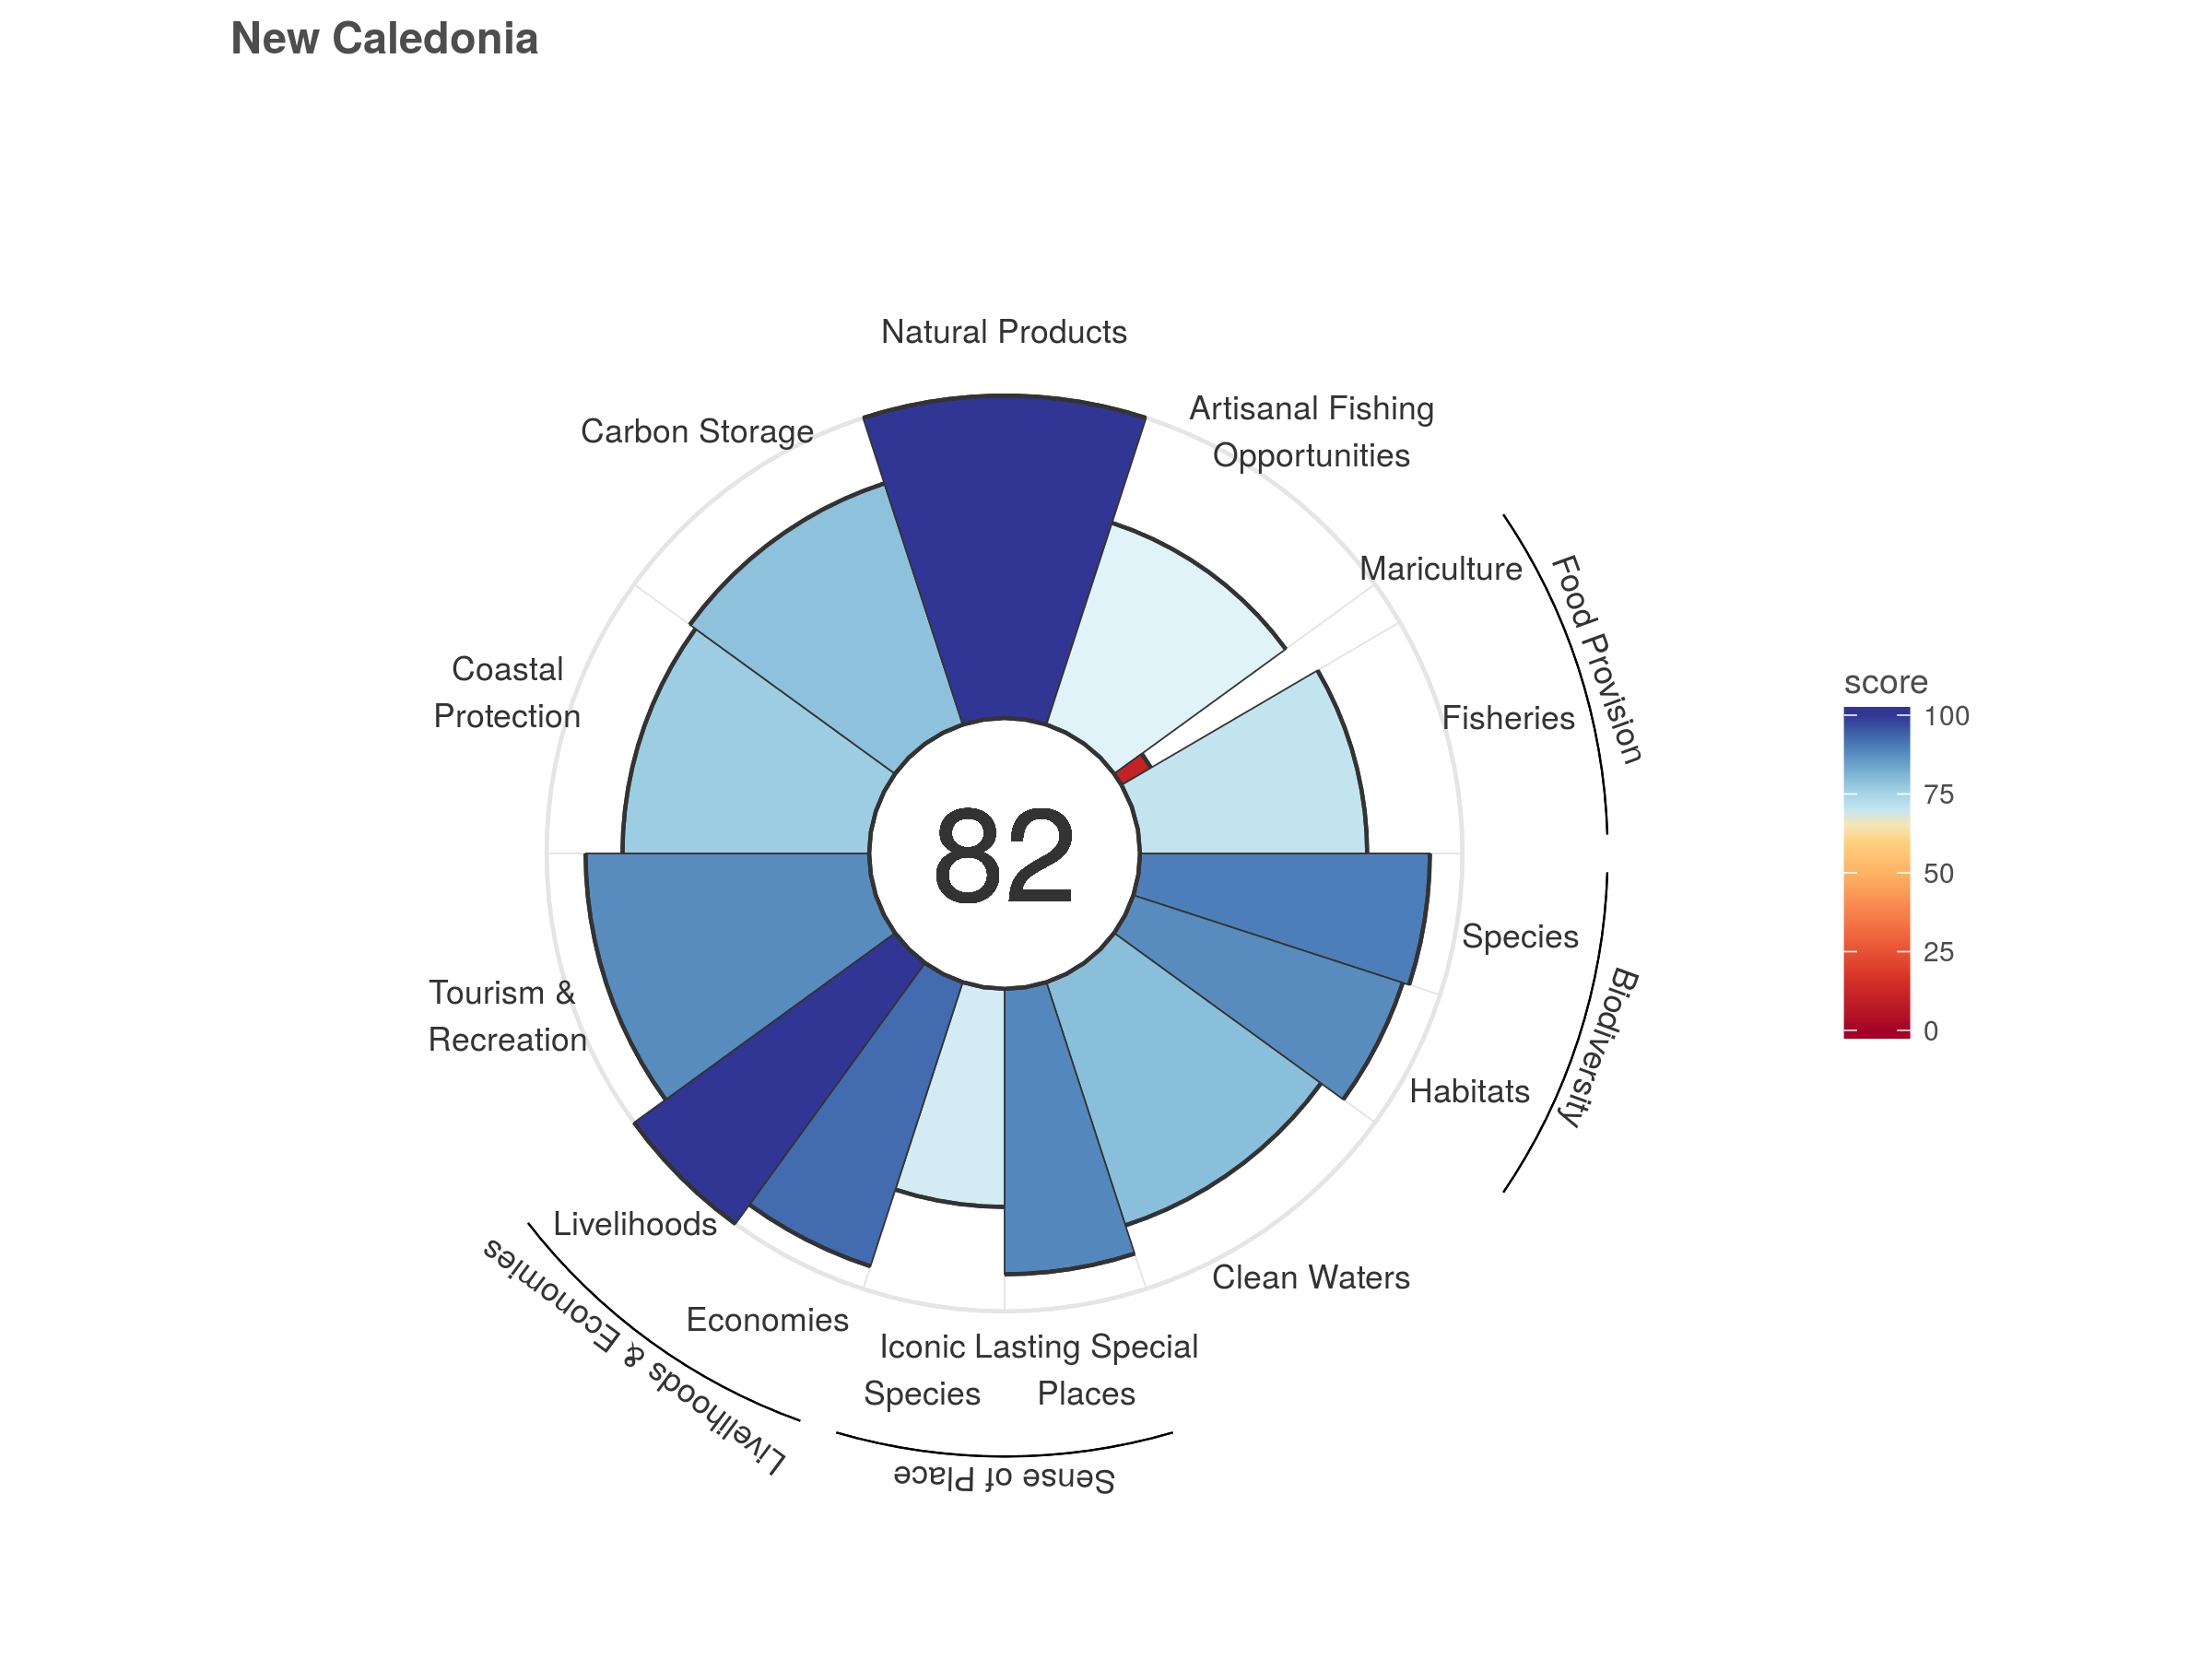 New Caledonia
Natural Products
Artisanal Fishing
Opportunities
Carbon Storage
Mariculture
Food Provision
Coastal
Protection
Fisheries
score
100
75
50
25
0
82
Species
Biodiversity
Tourism &
Recreation
Habitats
Livelihoods
Livelihoods & Economies
Clean Waters
Economies
Iconic
Species
Lasting Special
Places
Sense of Place